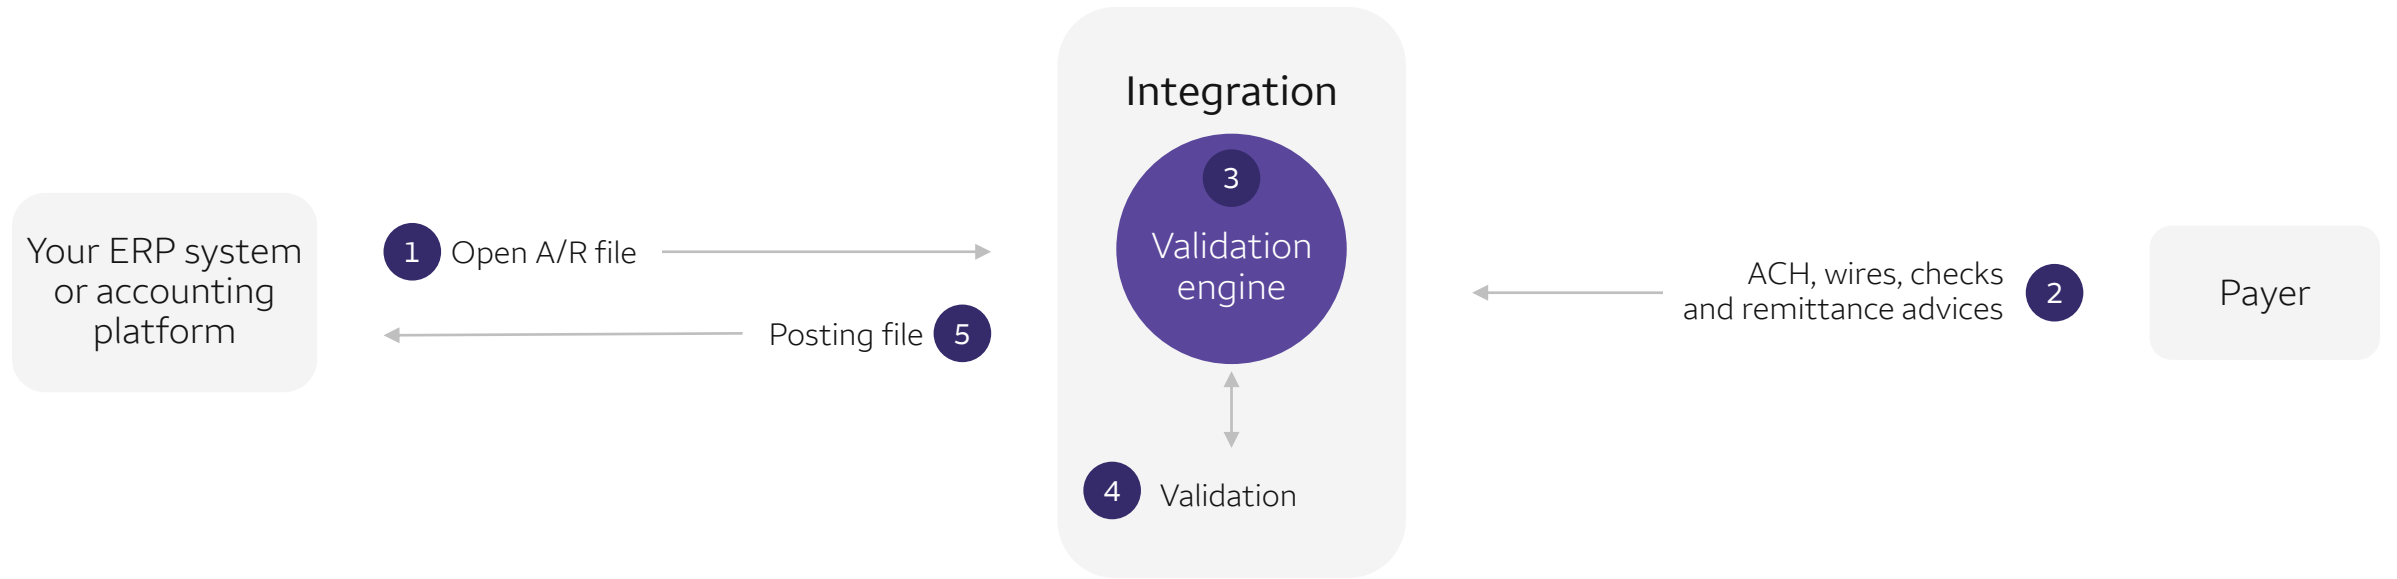 Your ERP system
or accounting
platform
1 Open A/R file
Posting file 5
Integration
3
Validation
engine
4 Validation
ACH, wires, checks
and remittance advices
2
Payer